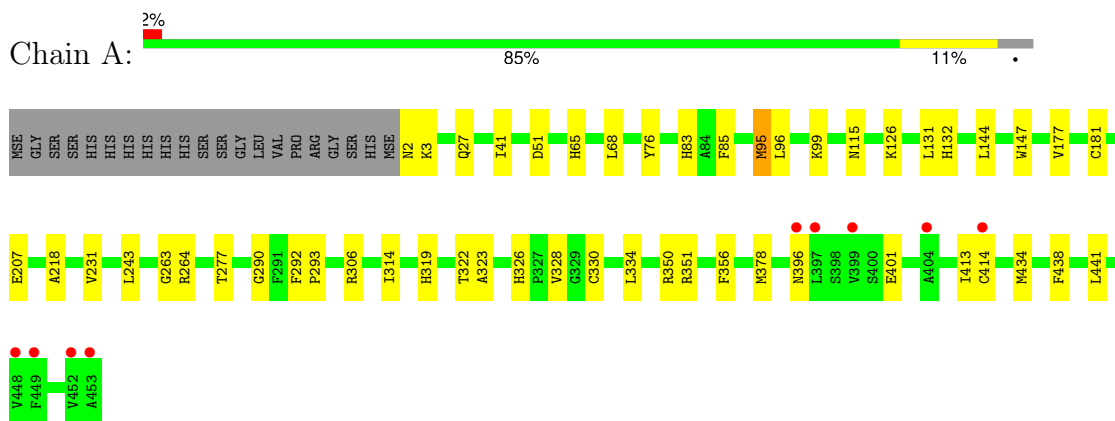 2%
Chain A:
85% 11% •
MSE GLY SER SER HIS HIS HIS HIS HIS HIS SER SER GLY LEU VAL PRO ARG GLY SER HIS MSE N2 K3 Q27 I41 D51 H65 L68 Y76 H83 A84 F85 M95 L96 K99 N115 K126 L131 H132 L144 W147 V177 C181
E207 A218 V231 L243 G263 R264 T277 G290 F291 F292 P293 R306 I314 H319 T322 A323 H326 P327 V328 G329 C330 L334 R350 R351 F356 M378 N396 L397 S398 V399 S400 E401 A404 I413 C414 M434 F438 L441
V448 F449 V452 A453